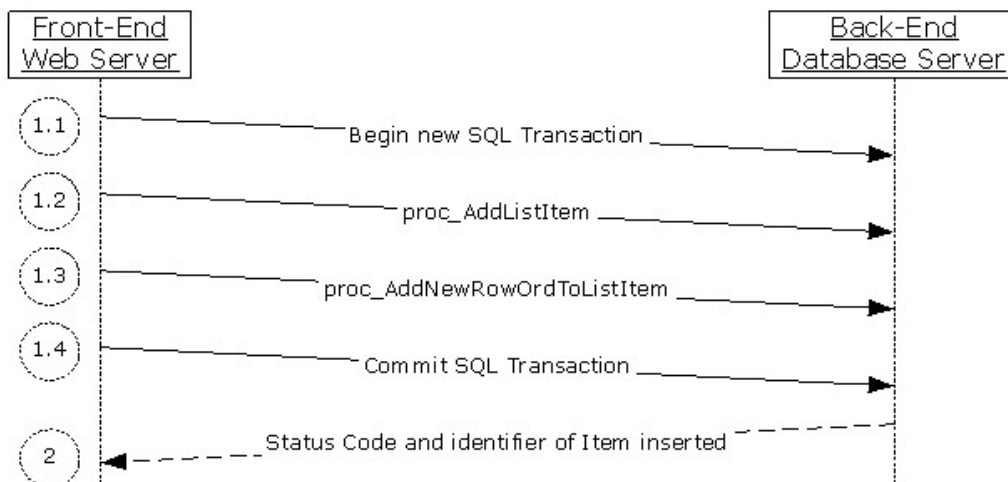 Front-End
Web Server
Back-End
Database Server
1.1
Begin new SQL Transaction
1.2
proc_AddListItem
1.3
proc_AddNewRowOrdToListItem
1.4
Commit SQL Transaction
2
Status Code and identifier of Item inserted